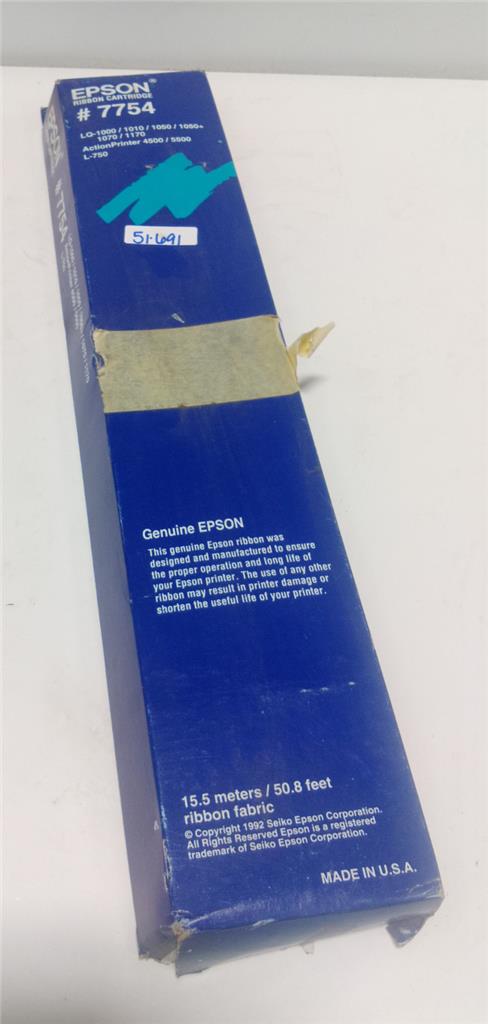 EPSON®
RIBBON CARTRIDGE
# 7754
LQ-1000 / 1010 / 1050 / 1050+
1070 / 1170
ActionPrinter 4500 / 5500
L-750
51-691
EPSON
# 7754
Genuine EPSON
This genuine Epson ribbon was
designed and manufactured to ensure
the proper operation and long life of
your Epson printer. The use of any other
ribbon may result in printer damage or
shorten the useful life of your printer.
15.5 meters / 50.8 feet
ribbon fabric
© Copyright 1992 Seiko Epson Corporation.
All Rights Reserved Epson is a registered
trademark of Seiko Epson Corporation.
MADE IN U.S.A.